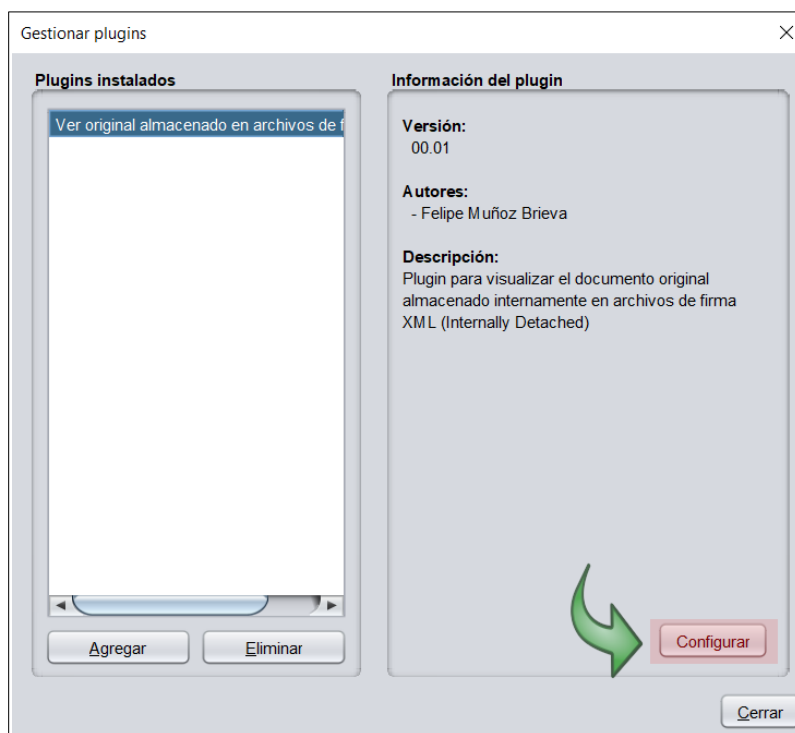 Gestionar plugins
Plugins instalados
Ver original almacenado en archivos de f
Agregar
Eliminar
Información del plugin
Versión:
00.01
Autores:
- Felipe Muñoz Brieva
Descripción:
Plugin para visualizar el documento original
almacenado internamente en archivos de firma
XML (Internally Detached)
Configurar
Cerrar